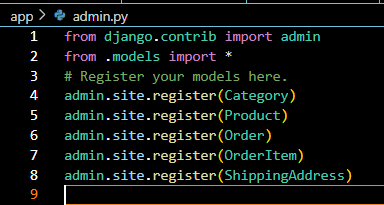 app > admin.py
1 from django.contrib import admin
2 from .models import *
3 # Register your models here.
4 admin.site.register(Category)
5 admin.site.register(Product)
6 admin.site.register(Order)
7 admin.site.register(OrderItem)
8 admin.site.register(ShippingAddress)
9